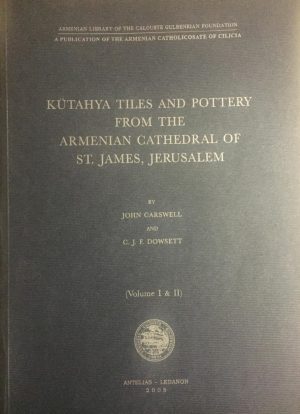 ARMENIAN LIBRARY OF THE CALOUSTE GULBENKIAN FOUNDATION
A PUBLICATION OF THE ARMENIAN CATHOLICOSATE OF CILICIA
KÜTAHYA TILES AND POTTERY
FROM THE
ARMENIAN CATHEDRAL OF
ST. JAMES, JERUSALEM
BY
JOHN CARSWELL
AND
C. J. F. DOWSETT
(Volume I & II)
ANTELIAS - LEBANON
2005